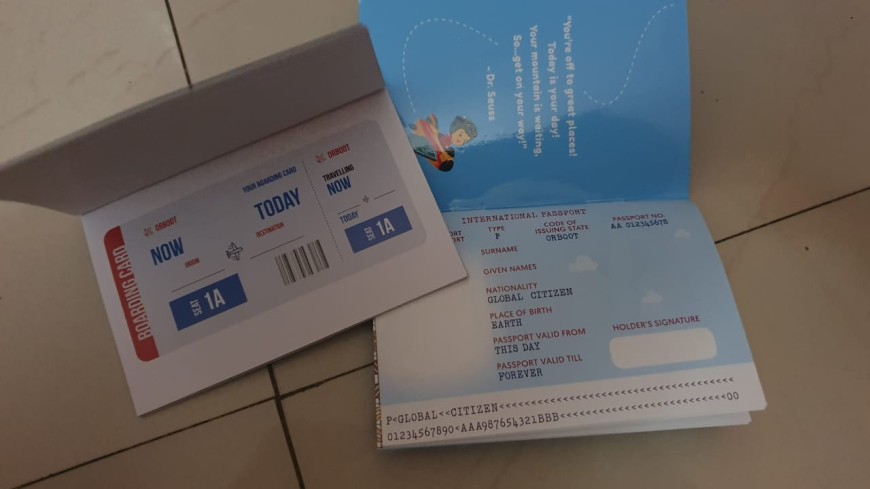 BOARDING CARD
ORBOOT
NOW
SEAT 1A
YOUR BOARDING CARD
TODAY
DESTINATION
ORBOOT
TRAVELLING
NOW
TODAY
SEAT 1A
"You're off to great places!
Today is your day!
Your mountain is waiting,
So...get on your way!"
~Dr. Seuss
INTERNATIONAL PASSPORT
TYPE
P
CODE OF
ISSUING STATE
ORBOOT
PASSPORT NO.
AA 012345678
SURNAME
GIVEN NAMES
NATIONALITY
GLOBAL CITIZEN
PLACE OF BIRTH
EARTH
PASSPORT VALID FROM
THIS DAY
PASSPORT VALID TILL
FOREVER
HOLDER'S SIGNATURE
P<GLOBAL<<CITIZEN<<<<<<<<<<<<<<<<<<<<<<<<<<<<<<
01234567890<AAA987654321BBB<<<<<<<<<<<<<<<<<<<<<<00